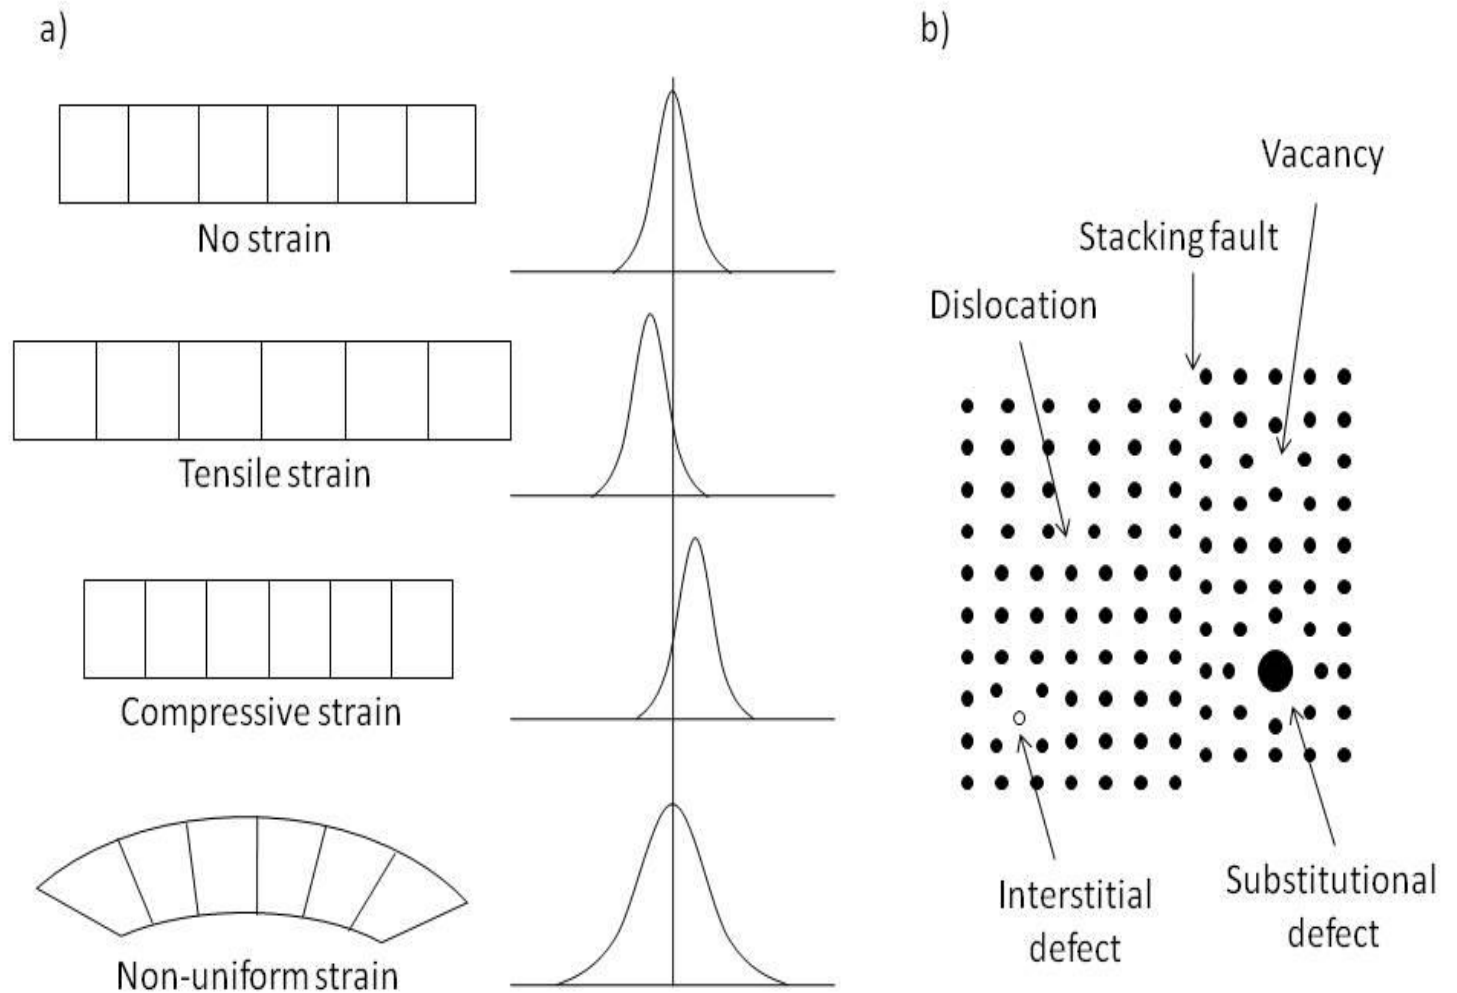 a)
No strain
Tensile strain
Compressive strain
Non-uniform strain
b)
Vacancy
Stacking fault
Dislocation
Interstitial
defect
Substitutional
defect